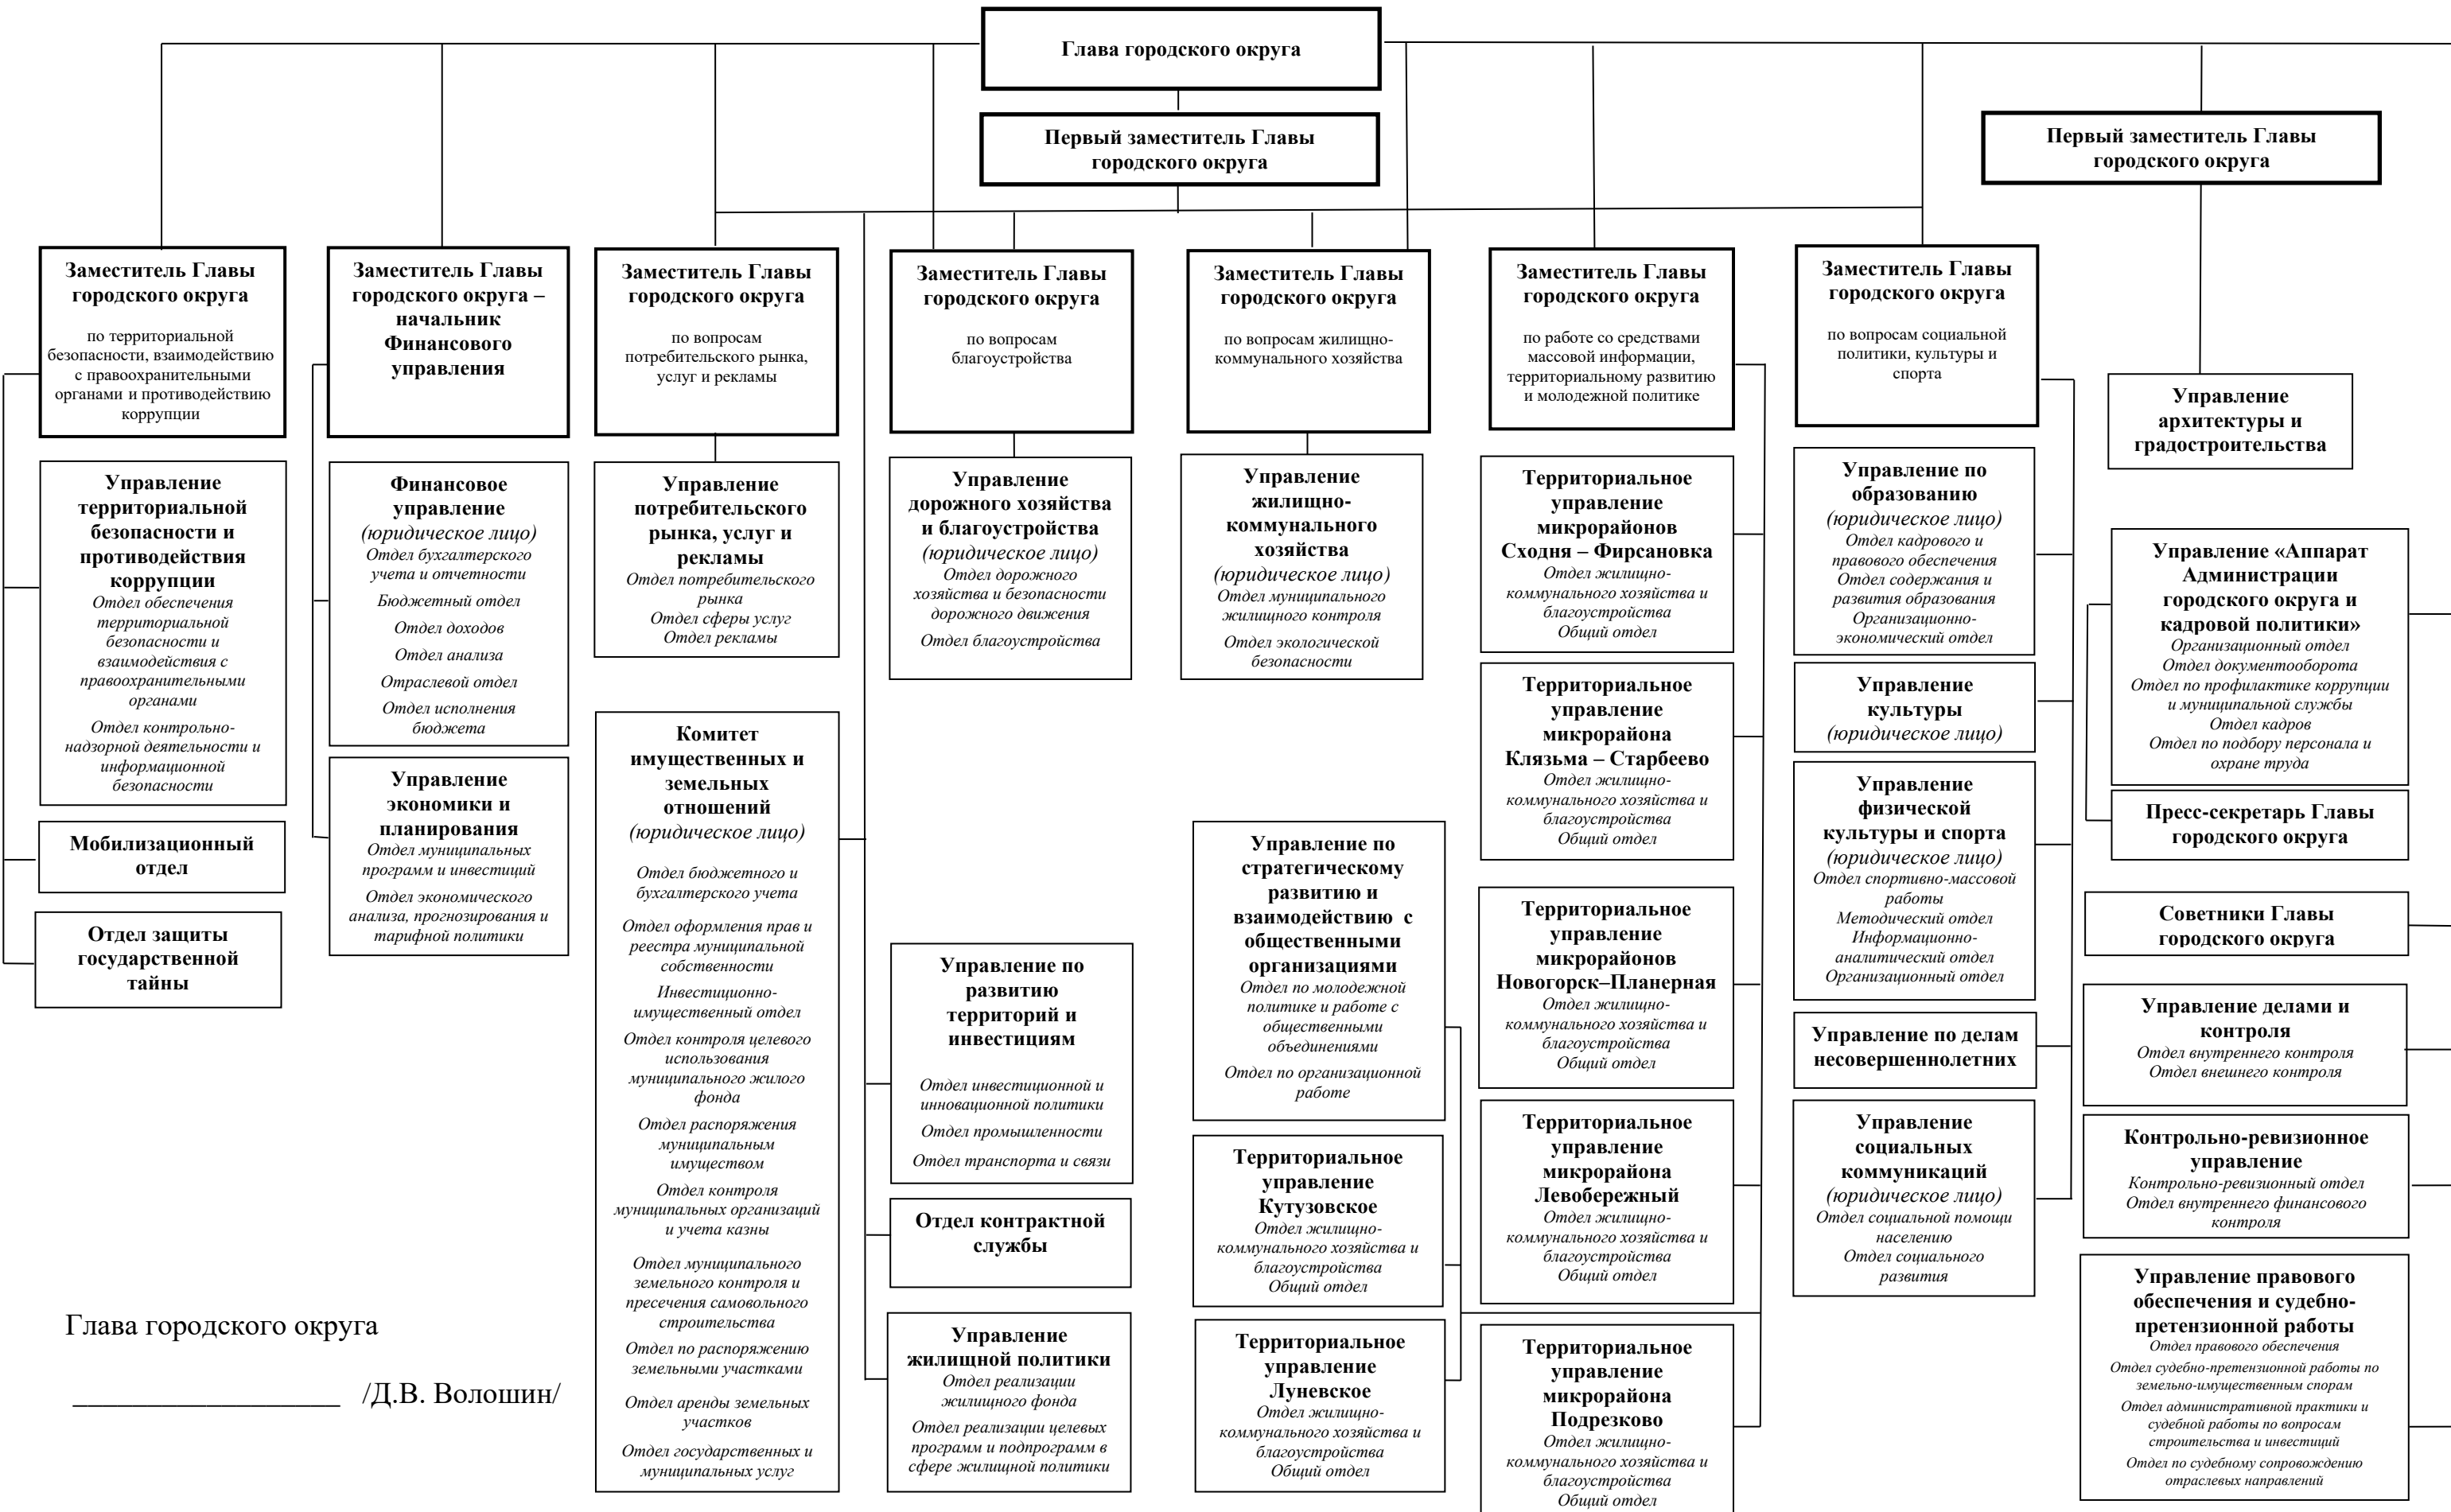 Глава городского округа
Первый заместитель Главы
городского округа
Первый заместитель Главы
городского округа
Заместитель Главы
городского округа
по территориальной
безопасности, взаимодействию
с правоохранительными
органами и противодействию
коррупции
Управление
территориальной
безопасности и
противодействия
коррупции
Отдел обеспечения
территориальной
безопасности и
взаимодействия с
правоохранительными
органами
Отдел контрольно-
надзорной деятельности и
информационной
безопасности
Мобилизационный
отдел
Отдел защиты
государственной
тайны
Заместитель Главы
городского округа –
начальник
Финансового
управления
Финансовое
управление
(юридическое лицо)
Отдел бухгалтерского
учета и отчетности
Бюджетный отдел
Отдел доходов
Отдел анализа
Отраслевой отдел
Отдел исполнения
бюджета
Управление
экономики и
планирования
Отдел муниципальных
программ и инвестиций
Отдел экономического
анализа, прогнозирования и
тарифной политики
Заместитель Главы
городского округа
по вопросам
потребительского рынка,
услуг и рекламы
Управление
потребительского
рынка, услуг и
рекламы
Отдел потребительского
рынка
Отдел сферы услуг
Отдел рекламы
Комитет
имущественных и
земельных
отношений
(юридическое лицо)
Отдел бюджетного и
бухгалтерского учета
Отдел оформления прав и
реестра муниципальной
собственности
Инвестиционно-
имущественный отдел
Отдел контроля целевого
использования
муниципального жилого
фонда
Отдел распоряжения
муниципальным
имуществом
Отдел контроля
муниципальных организаций
и учета казны
Отдел муниципального
земельного контроля и
пресечения самовольного
строительства
Отдел по распоряжению
земельными участками
Отдел аренды земельных
участков
Отдел государственных и
муниципальных услуг
Заместитель Главы
городского округа
по вопросам
благоустройства
Управление
дорожного хозяйства
и благоустройства
(юридическое лицо)
Отдел дорожного
хозяйства и безопасности
дорожного движения
Отдел благоустройства
Управление по
развитию
территорий и
инвестициям
Отдел инвестиционной и
инновационной политики
Отдел промышленности
Отдел транспорта и связи
Отдел контрактной
службы
Управление
жилищной политики
Отдел реализации
жилищного фонда
Отдел реализации целевых
программ и подпрограмм в
сфере жилищной политики
Заместитель Главы
городского округа
по вопросам жилищно-
коммунального хозяйства
Управление
жилищно-
коммунального
хозяйства
(юридическое лицо)
Отдел муниципального
жилищного контроля
Отдел экологической
безопасности
Управление по
стратегическому
развитию и
взаимодействию с
общественными
организациями
Отдел по молодежной
политике и работе с
общественными
объединениями
Отдел по организационной
работе
Территориальное
управление
Кутузовское
Отдел жилищно-
коммунального хозяйства и
благоустройства
Общий отдел
Территориальное
управление
Луневское
Отдел жилищно-
коммунального хозяйства и
благоустройства
Общий отдел
Заместитель Главы
городского округа
по работе со средствами
массовой информации,
территориальному развитию
и молодежной политике
Территориальное
управление
микрорайонов
Сходня – Фирсановка
Отдел жилищно-
коммунального хозяйства и
благоустройства
Общий отдел
Территориальное
управление
микрорайона
Клязьма – Старбеево
Отдел жилищно-
коммунального хозяйства и
благоустройства
Общий отдел
Территориальное
управление
микрорайонов
Новогорск–Планерная
Отдел жилищно-
коммунального хозяйства и
благоустройства
Общий отдел
Территориальное
управление
микрорайона
Левобережный
Отдел жилищно-
коммунального хозяйства и
благоустройства
Общий отдел
Территориальное
управление
микрорайона
Подрезково
Отдел жилищно-
коммунального хозяйства и
благоустройства
Общий отдел
Заместитель Главы
городского округа
по вопросам социальной
политики, культуры и
спорта
Управление по
образованию
(юридическое лицо)
Отдел кадрового и
правового обеспечения
Отдел содержания и
развития образования
Организационно-
экономический отдел
Управление
культуры
(юридическое лицо)
Управление
физической
культуры и спорта
(юридическое лицо)
Отдел спортивно-массовой
работы
Методический отдел
Информационно-
аналитический отдел
Организационный отдел
Управление по делам
несовершеннолетних
Управление
социальных
коммуникаций
(юридическое лицо)
Отдел социальной помощи
населению
Отдел социального
развития
Управление
архитектуры и
градостроительства
Управление «Аппарат
Администрации
городского округа и
кадровой политики»
Организационный отдел
Отдел документооборота
Отдел по профилактике коррупции
и муниципальной службы
Отдел кадров
Отдел по подбору персонала и
охране труда
Пресс-секретарь Главы
городского округа
Советники Главы
городского округа
Управление делами и
контроля
Отдел внутреннего контроля
Отдел внешнего контроля
Контрольно-ревизионное
управление
Контрольно-ревизионный отдел
Отдел внутреннего финансового
контроля
Управление правового
обеспечения и судебно-
претензионной работы
Отдел правового обеспечения
Отдел судебно-претензионной работы по
земельно-имущественным спорам
Отдел административной практики и
судебной работы по вопросам
строительства и инвестиций
Отдел по судебному сопровождению
отраслевых направлений
Глава городского округа
__________________ /Д.В. Волошин/